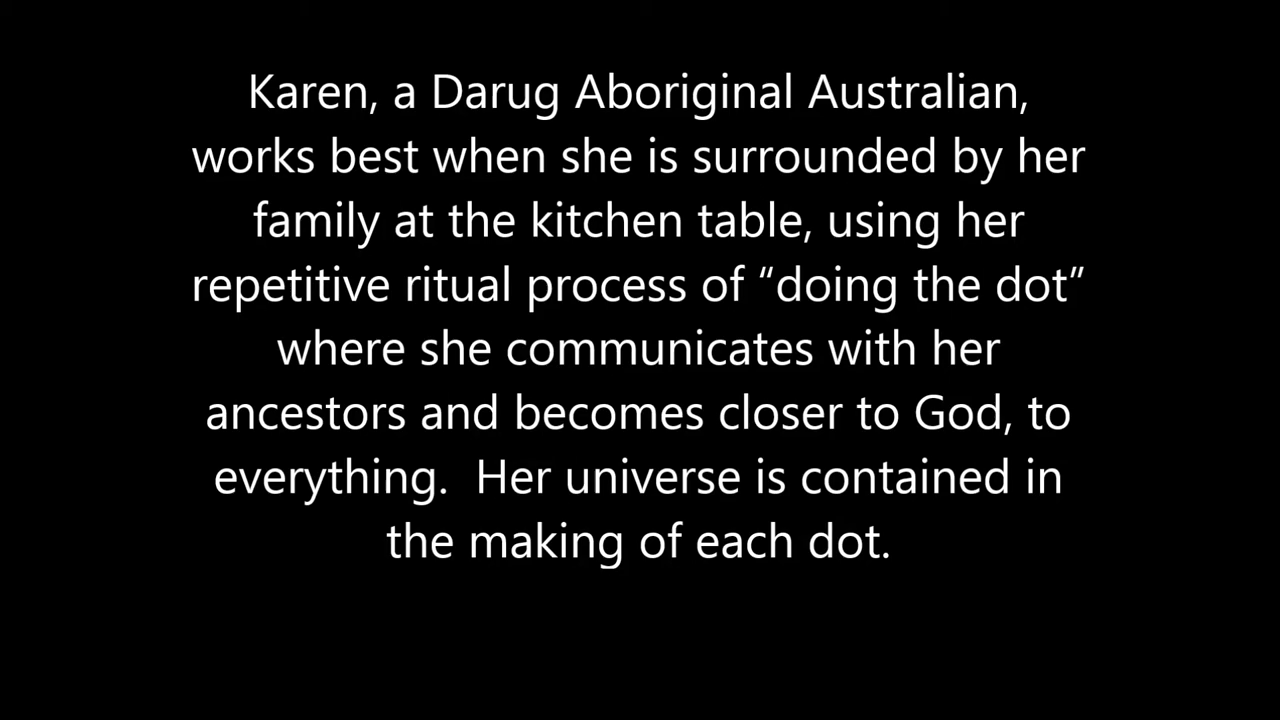 Karen, a Darug Aboriginal Australian,
works best when she is surrounded by her
family at the kitchen table, using her
repetitive ritual process of “doing the dot”
where she communicates with her
ancestors and becomes closer to God, to
everything.  Her universe is contained in
the making of each dot.